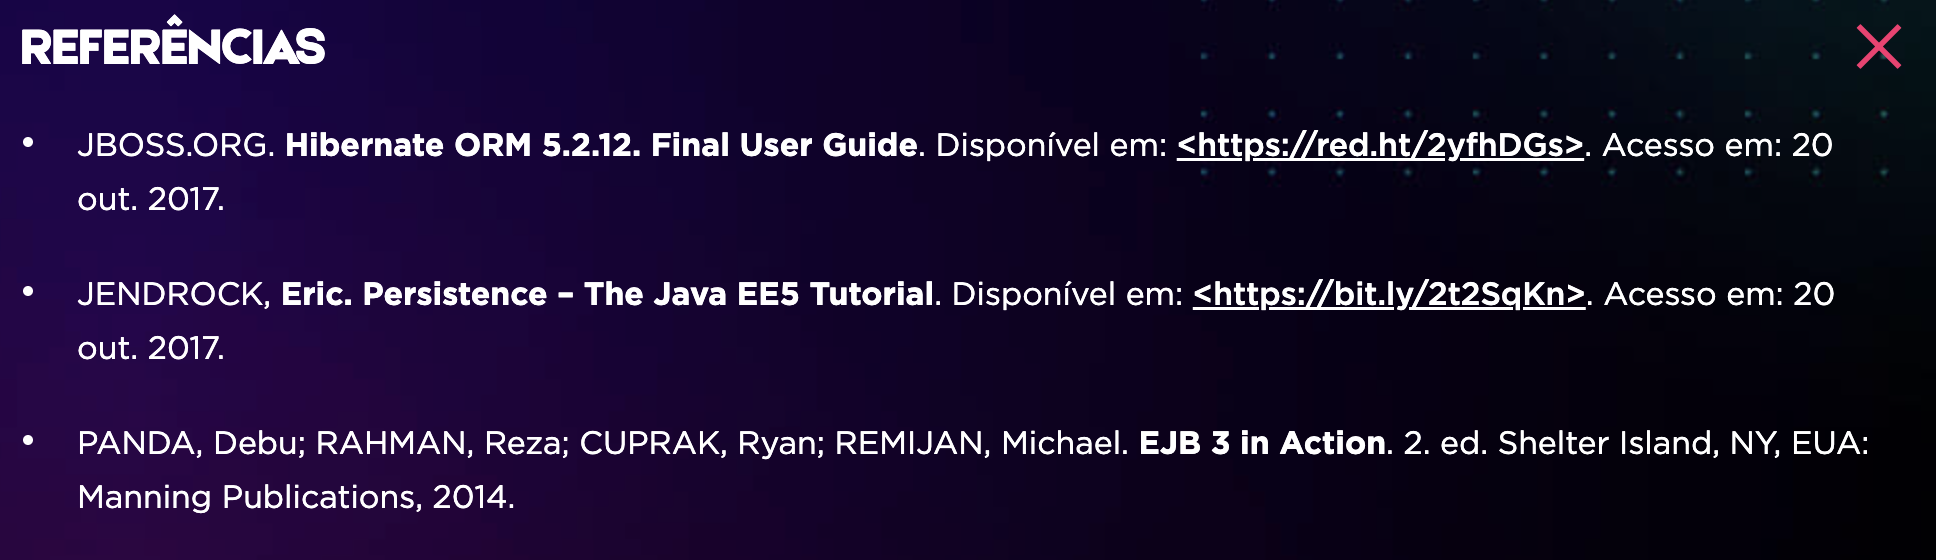 REFERÊNCIAS
• JBOSS.ORG. Hibernate ORM 5.2.12. Final User Guide. Disponível em: <https://red.ht/2yfhDGs>. Acesso em: 20
out. 2017.
• JENDROCK, Eric. Persistence – The Java EE5 Tutorial. Disponível em: <https://bit.ly/2t2SqKn>. Acesso em: 20
out. 2017.
• PANDA, Debu; RAHMAN, Reza; CUPRAK, Ryan; REMIJAN, Michael. EJB 3 in Action. 2. ed. Shelter Island, NY, EUA:
Manning Publications, 2014.